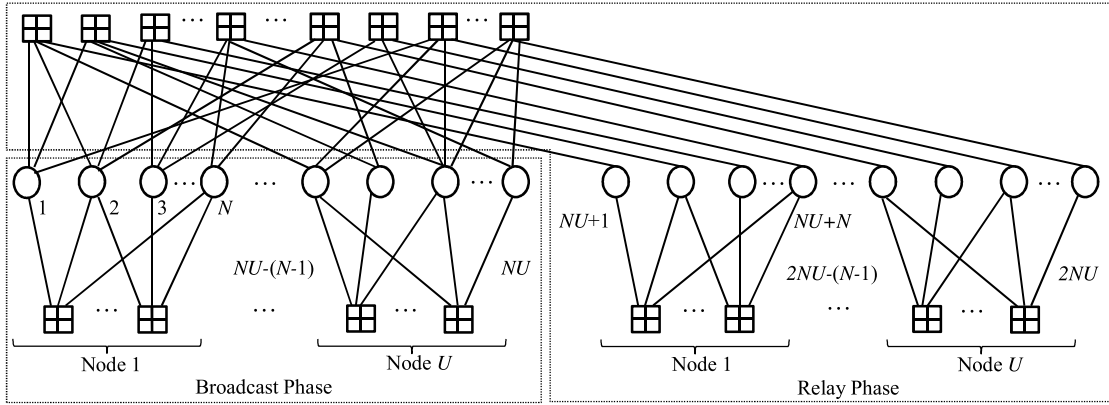 ... ... ...
1 2 3 ... N ... ... ... ... ...
NU+1 NU+N
NU-(N-1) NU 2NU-(N-1) 2NU
... ... ... ... ... ...
Node 1 Node U Node 1 Node U
Broadcast Phase Relay Phase